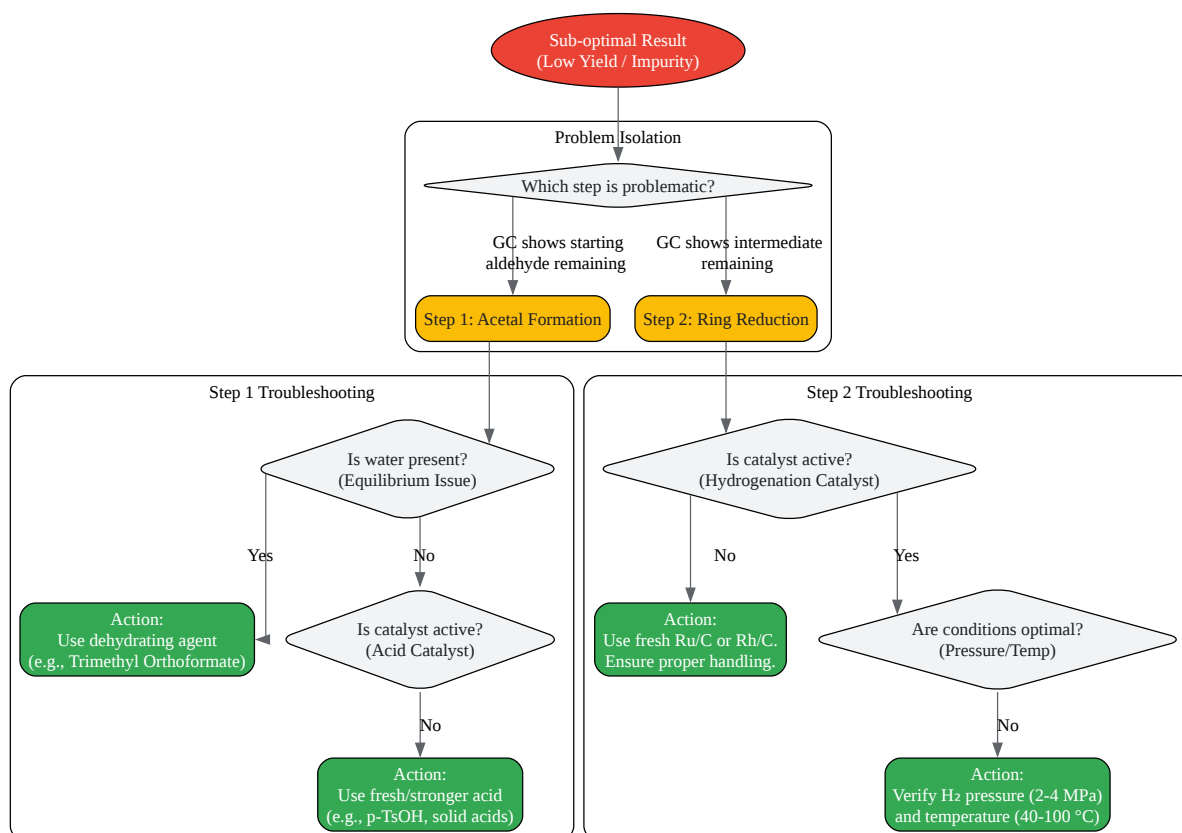 Sub-optimal Result
(Low Yield / Impurity)
Problem Isolation
Which step is problematic?
GC shows starting
aldehyde remaining
GC shows intermediate
remaining
Step 1: Acetal Formation
Step 2: Ring Reduction
Step 1 Troubleshooting
Is water present?
(Equilibrium Issue)
Yes
No
Action:
Use dehydrating agent
(e.g., Trimethyl Orthoformate)
Is catalyst active?
(Acid Catalyst)
No
Action:
Use fresh/stronger acid
(e.g., p-TsOH, solid acids)
Step 2 Troubleshooting
Is catalyst active?
(Hydrogenation Catalyst)
No
Yes
Action:
Use fresh Ru/C or Rh/C.
Ensure proper handling.
Are conditions optimal?
(Pressure/Temp)
No
Action:
Verify H₂ pressure (2-4 MPa)
and temperature (40-100 °C)